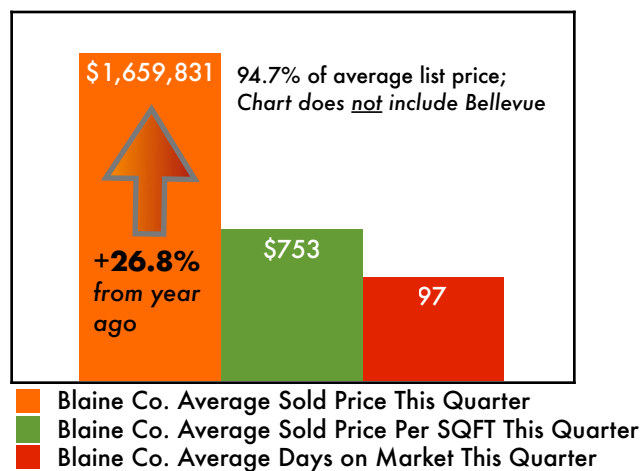 $1,659,831
94.7% of average list price;
Chart does not include Bellevue
+26.8%
from year
ago
$753
97
Blaine Co. Average Sold Price This Quarter
Blaine Co. Average Sold Price Per SQFT This Quarter
Blaine Co. Average Days on Market This Quarter